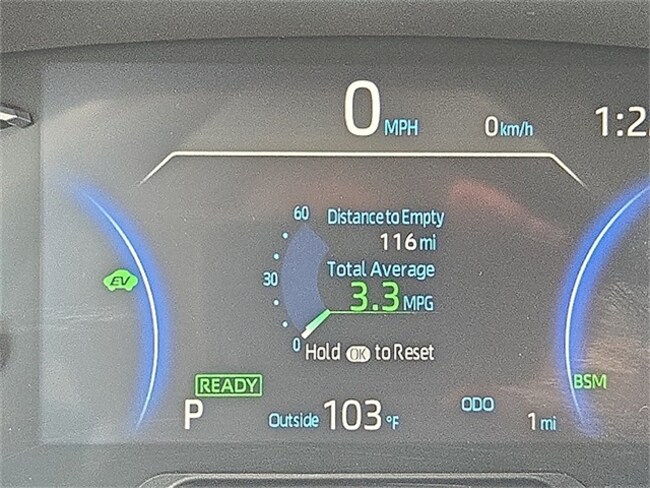 0 MPH 0 km/h 1:2
60 Distance to Empty
116 mi
Total Average
30 3.3 MPG
0 Hold OK to Reset
EV
READY BSM
P Outside 103 °F ODO 1 mi